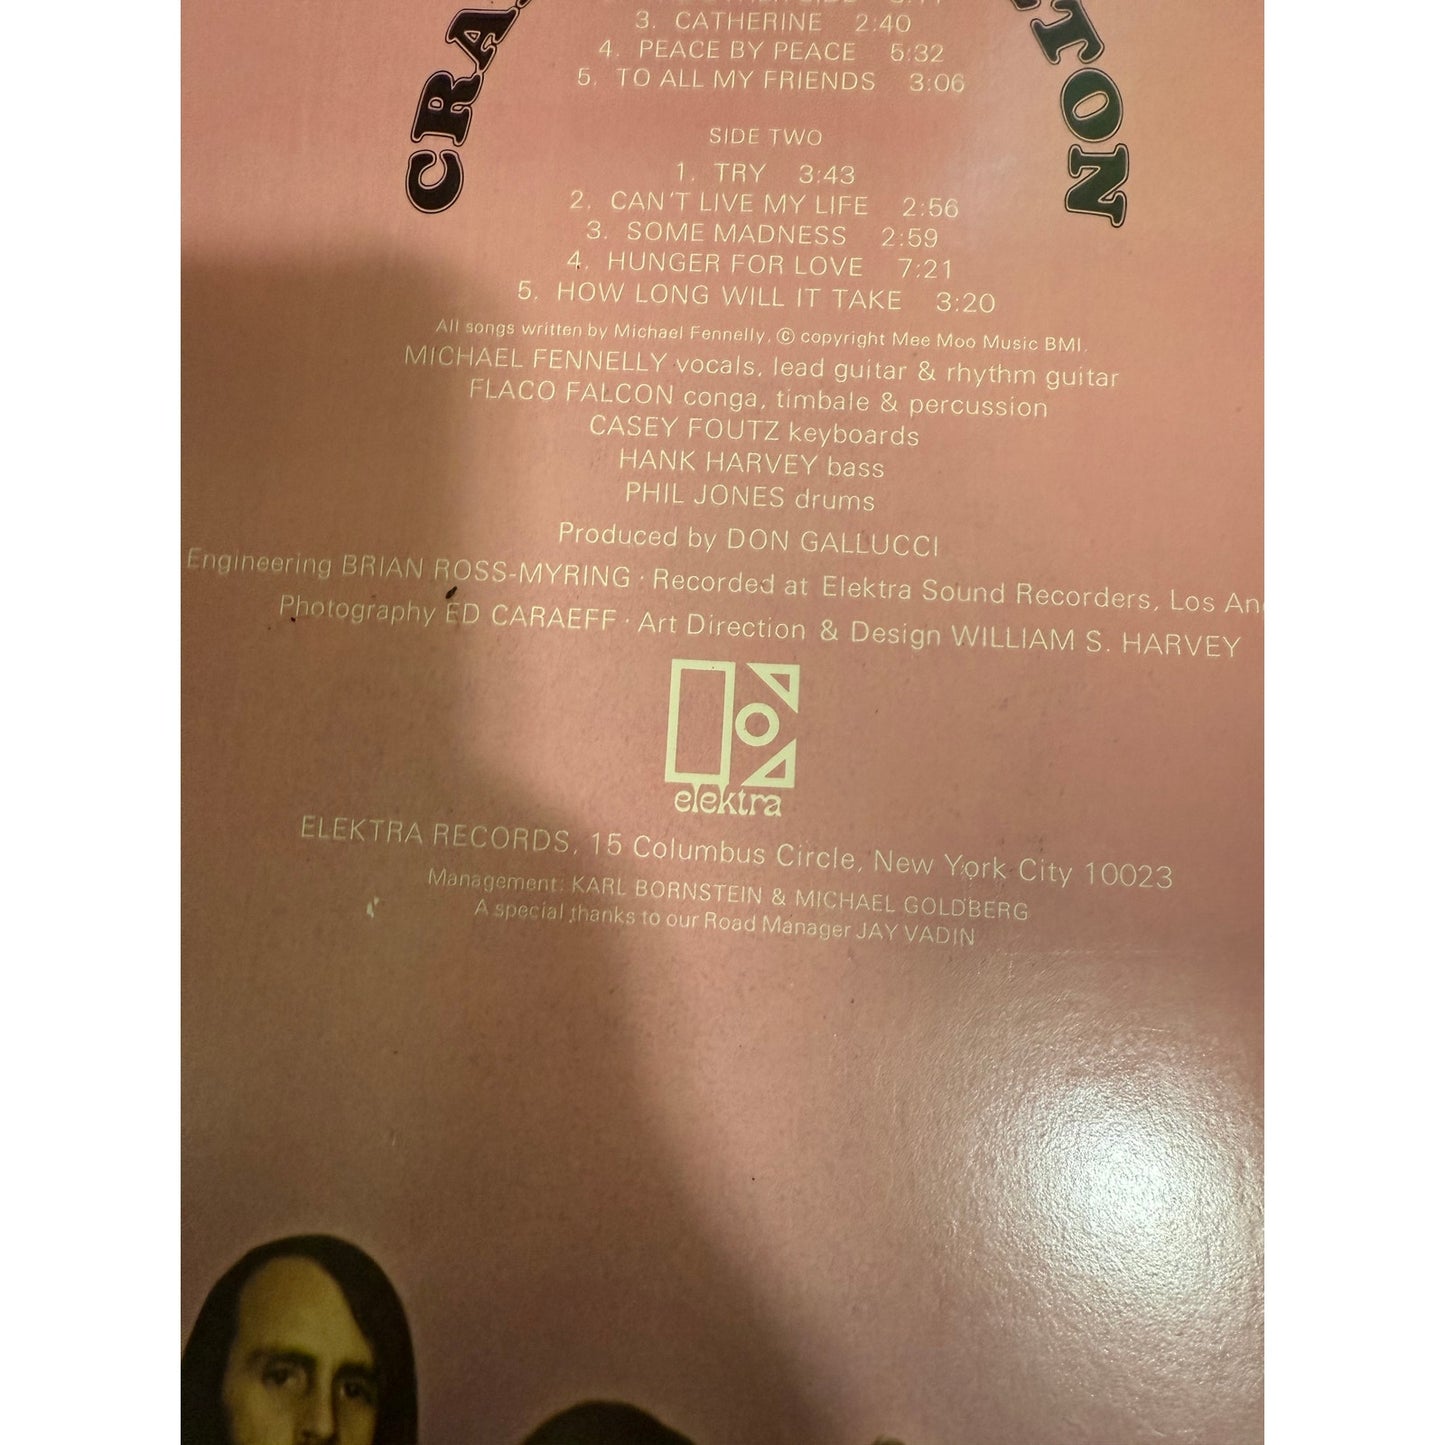 CRA
TON
3. CATHERINE 2:40
4. PEACE BY PEACE 5:32
5. TO ALL MY FRIENDS 3:06
SIDE TWO
1. TRY 3:43
2. CAN'T LIVE MY LIFE 2:56
3. SOME MADNESS 2:59
4. HUNGER FOR LOVE 7:21
5. HOW LONG WILL IT TAKE 3:20
All songs written by Michael Fennelly, © copyright Mee Moo Music BMI.
MICHAEL FENNELLY vocals, lead guitar & rhythm guitar
FLACO FALCON conga, timbale & percussion
CASEY FOUTZ keyboards
HANK HARVEY bass
PHIL JONES drums
Produced by DON GALLUCCI
Engineering BRIAN ROSS-MYRING · Recorded at Elektra Sound Recorders, Los An
Photography ED CARAEFF · Art Direction & Design WILLIAM S. HARVEY
elektra
ELEKTRA RECORDS, 15 Columbus Circle, New York City 10023
Management: KARL BORNSTEIN & MICHAEL GOLDBERG
A special thanks to our Road Manager JAY VADIN